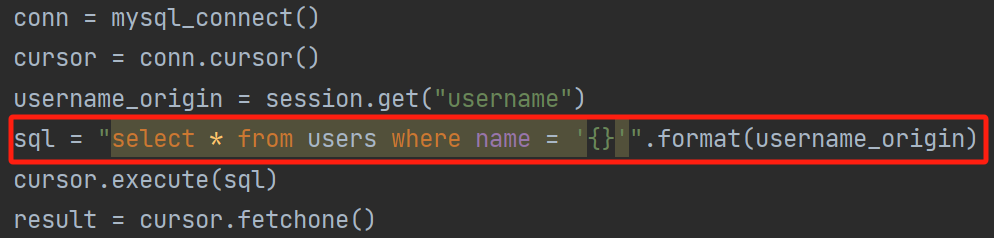 conn = mysql_connect()
cursor = conn.cursor()
username_origin = session.get("username")
sql = "select * from users where name = '{}'".format(username_origin)
cursor.execute(sql)
result = cursor.fetchone()